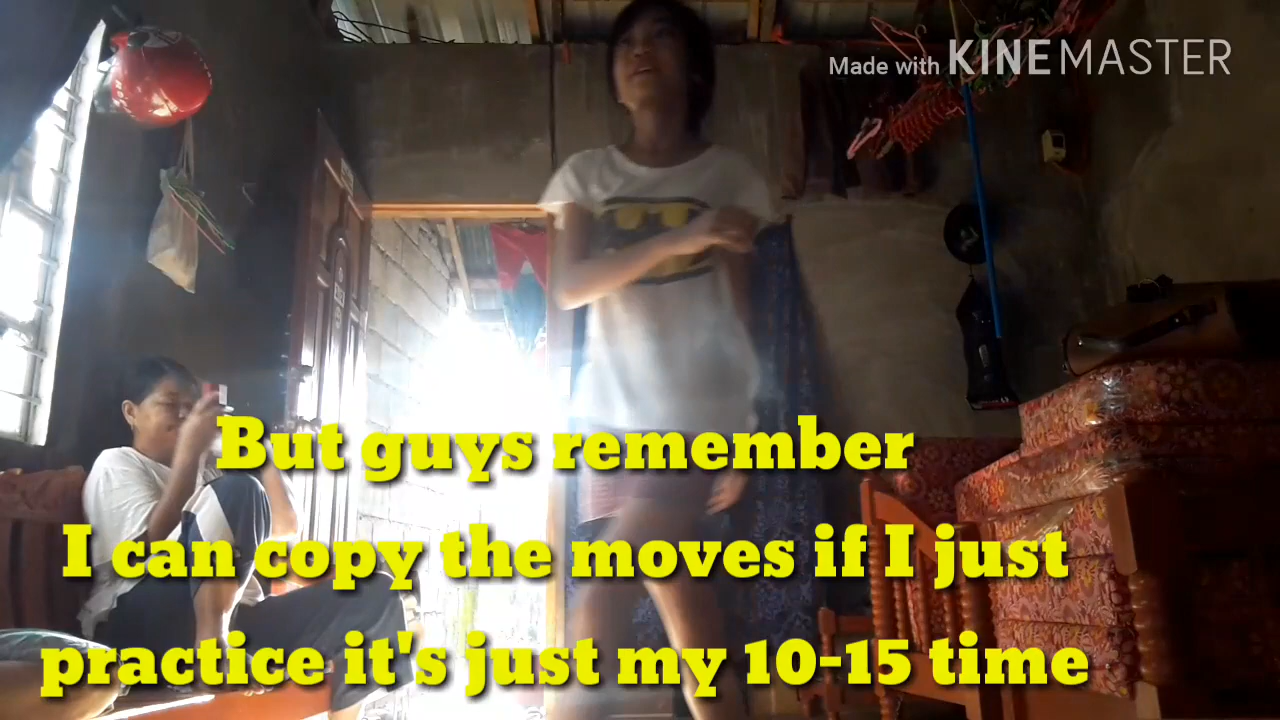 Made with KINEMASTER
But guys remember
I can copy the moves if I just
practice it's just my 10-15 time